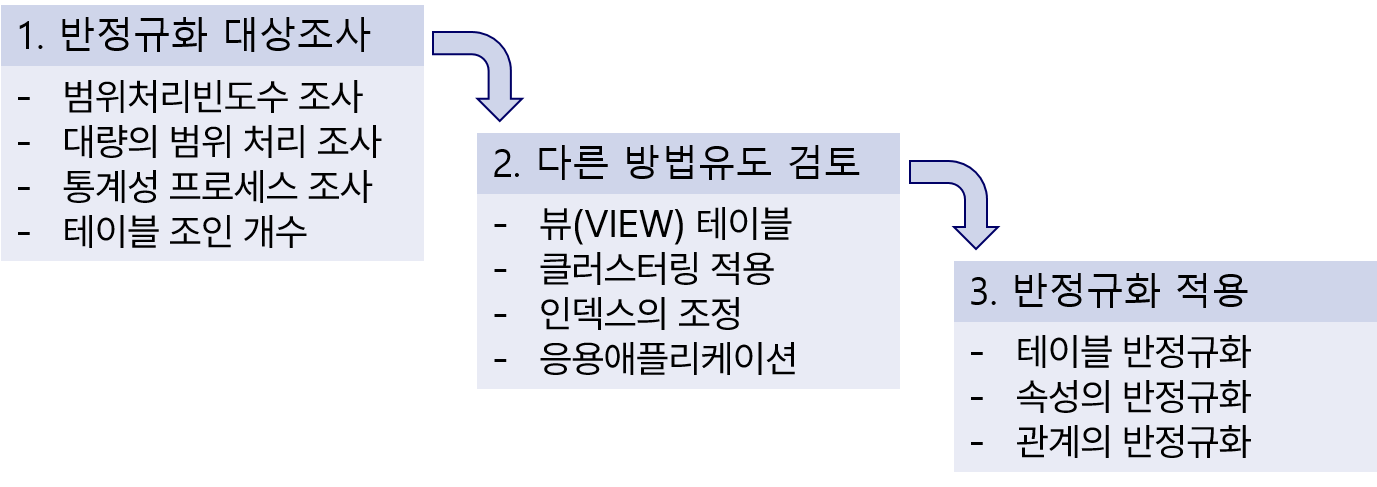 1. 반정규화 대상조사
- 범위처리빈도수 조사
- 대량의 범위 처리 조사
- 통계성 프로세스 조사
- 테이블 조인 개수
2. 다른 방법유도 검토
- 뷰(VIEW) 테이블
- 클러스터링 적용
- 인덱스의 조정
- 응용애플리케이션
3. 반정규화 적용
- 테이블 반정규화
- 속성의 반정규화
- 관계의 반정규화